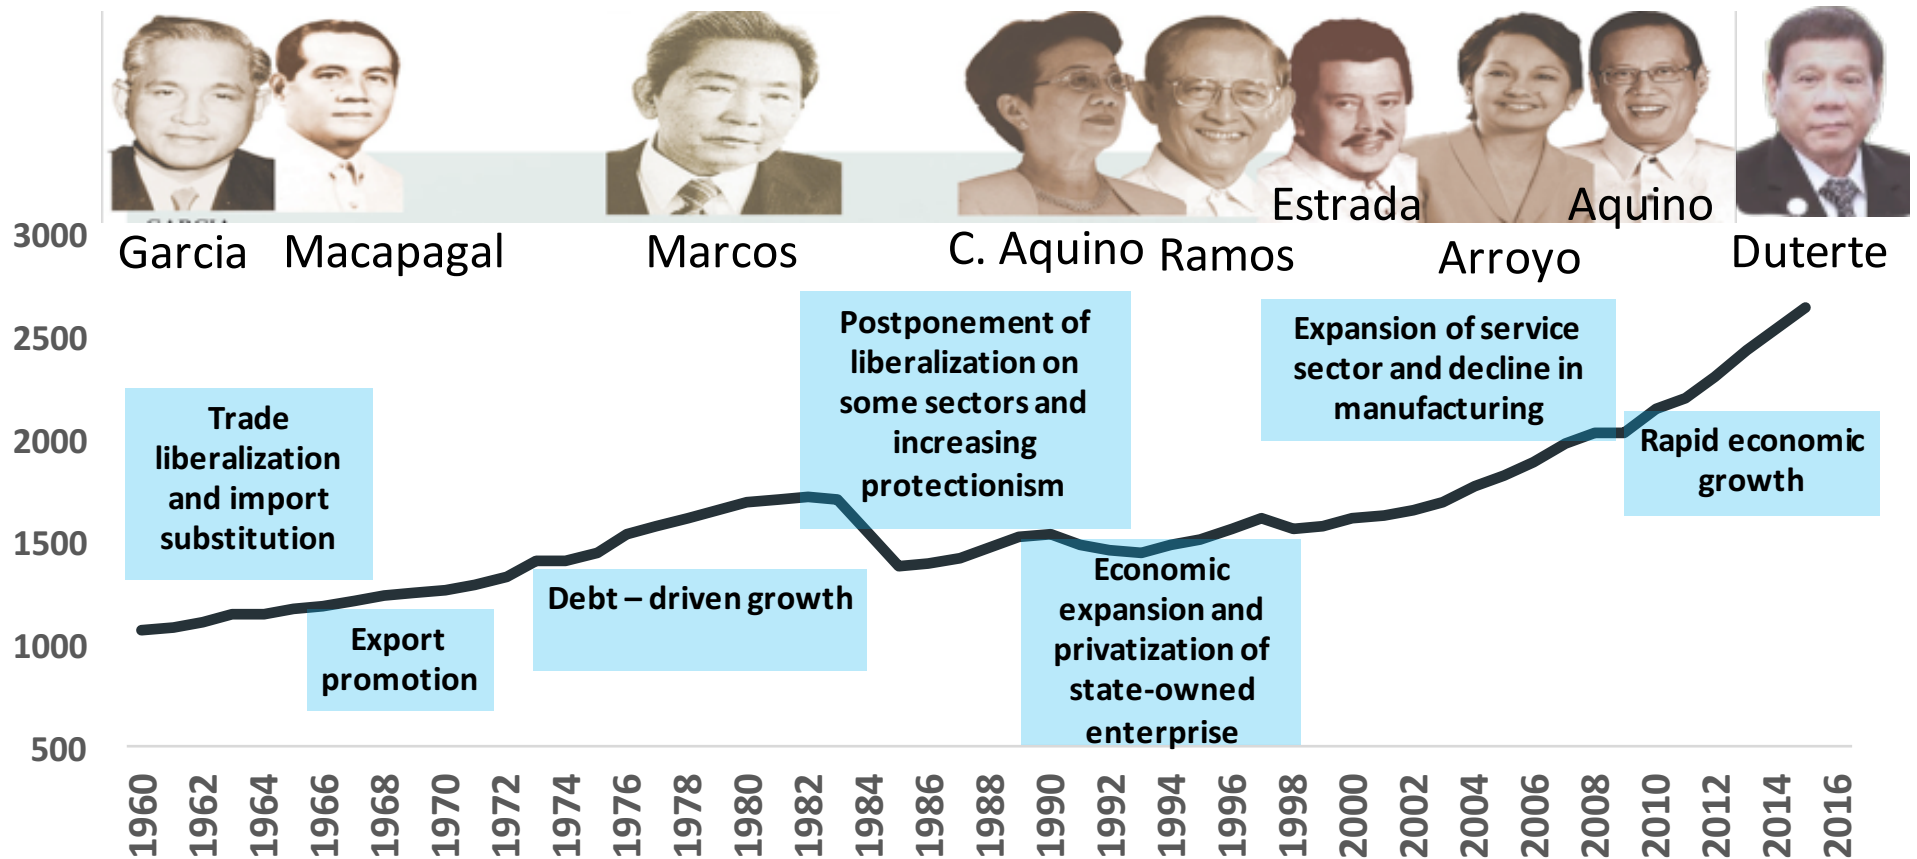 GARCIA
Garcia
Macapagal
Marcos
C. Aquino
Ramos
Estrada
Arroyo
Aquino
Duterte
3000
2500
2000
1500
1000
500
Trade
liberalization
and import
substitution
Export
promotion
Debt – driven growth
Postponement of
liberalization on
some sectors and
increasing
protectionism
Economic
expansion and
privatization of
state-owned
enterprise
Expansion of service
sector and decline in
manufacturing
Rapid economic
growth
1960
1962
1964
1966
1968
1970
1972
1974
1976
1978
1980
1982
1984
1986
1988
1990
1992
1994
1996
1998
2000
2002
2004
2006
2008
2010
2012
2014
2016